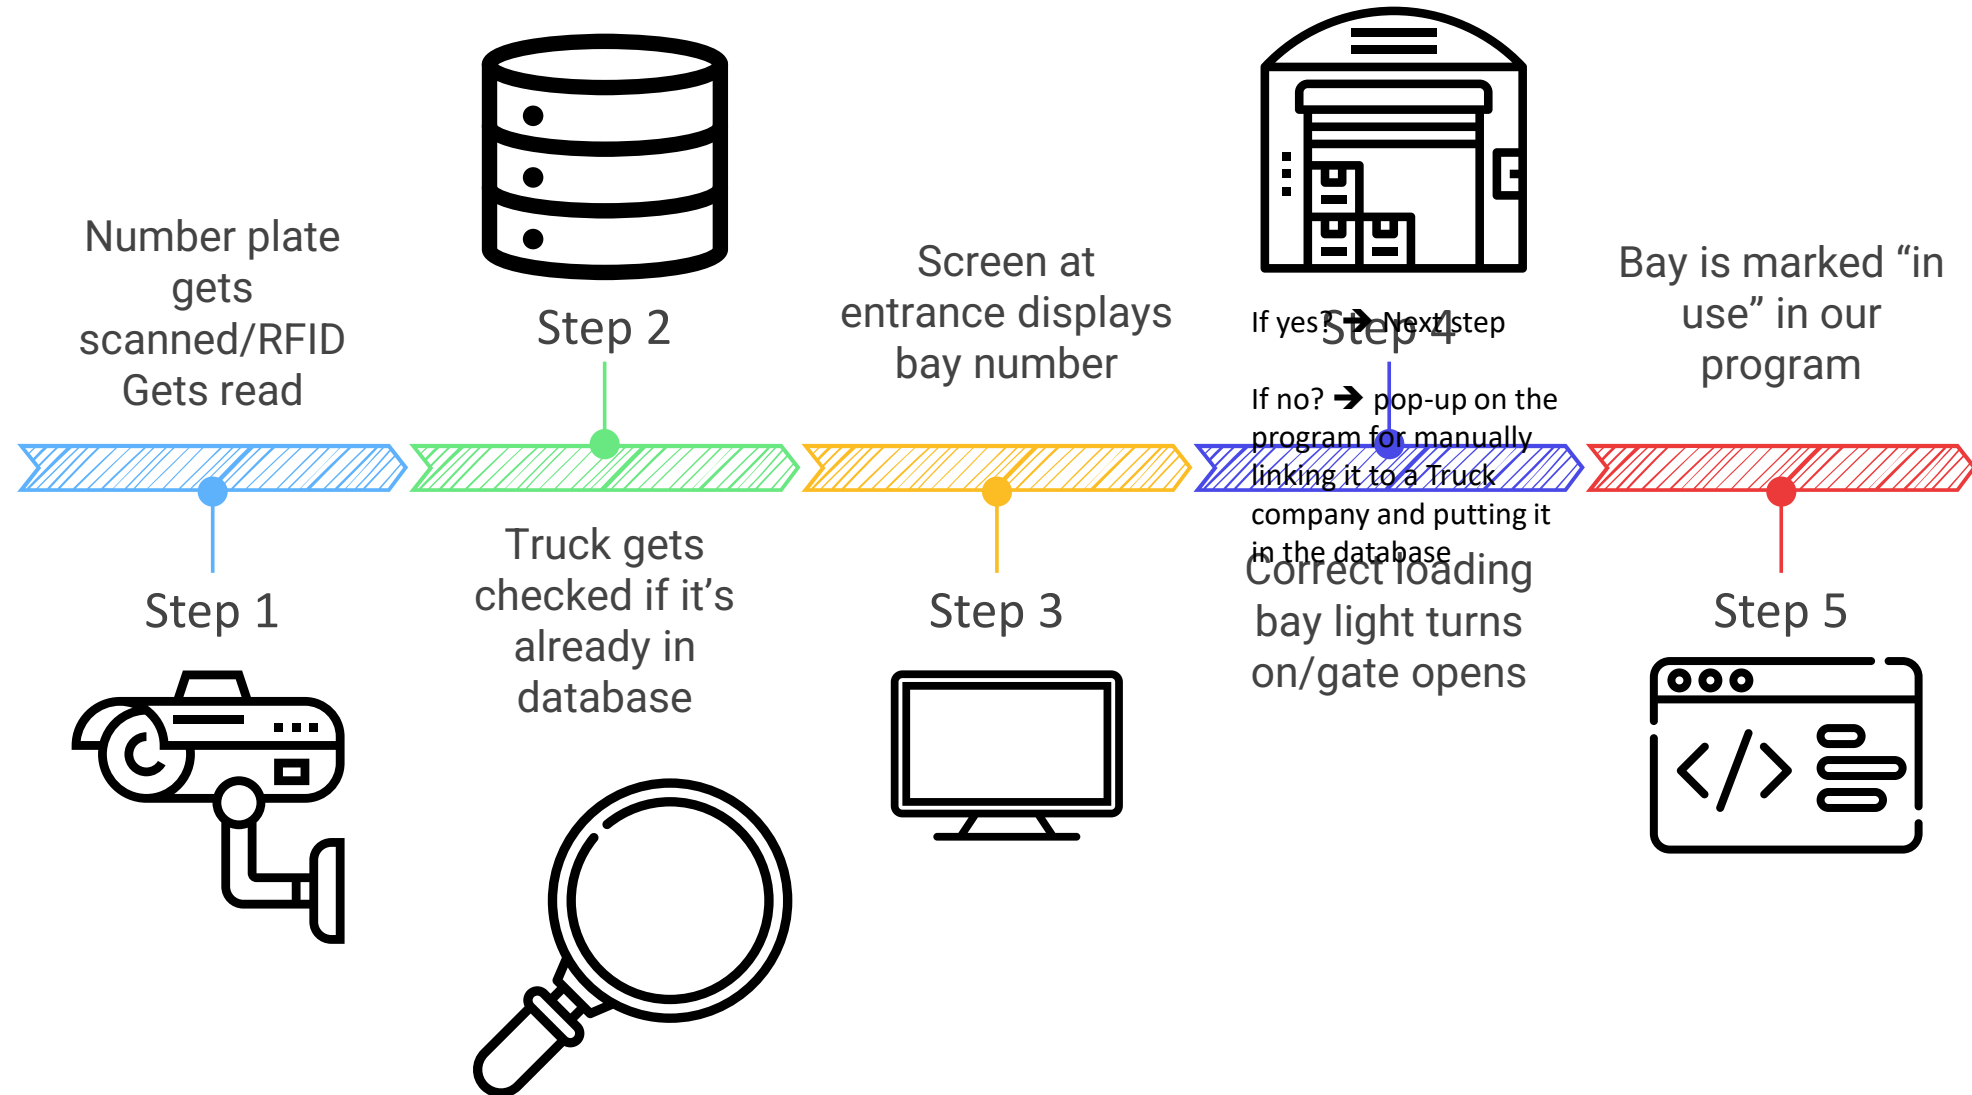 Number plate
gets
scanned/RFID
Gets read
Step 1
Step 2
Truck gets
checked if it's
already in
database
Screen at
entrance displays
bay number
Step 3
Step 4
If yes? ➔ Next step
If no? ➔ pop-up on the
program for manually
linking it to a Truck
company and putting it
in the database
Correct loading
bay light turns
on/gate opens
Bay is marked “in
use” in our
program
Step 5